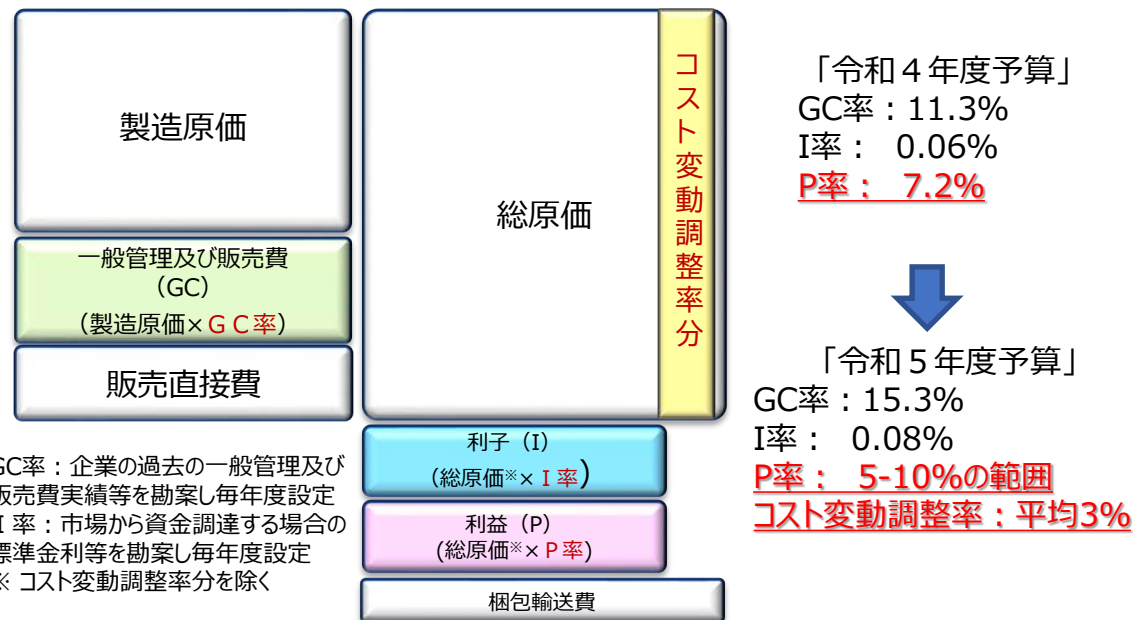 製造原価
一般管理及び販売費
（GC）
（製造原価×ＧＣ率）
販売直接費
GC率：企業の過去の一般管理及び
販売費実績等を勘案し毎年度設定
Ｉ率：市場から資金調達する場合の
標準金利等を勘案し毎年度設定
※ コスト変動調整率分を除く
総原価
コスト変動調整率分
利子（I）
（総原価※×Ｉ率）
利益（P）
（総原価※×Ｐ率）
梱包輸送費
「令和４年度予算」
GC率：11.3%
I率： 0.06%
P率： 7.2%
「令和５年度予算」
GC率：15.3%
I率： 0.08%
P率： 5-10%の範囲
コスト変動調整率：平均3%